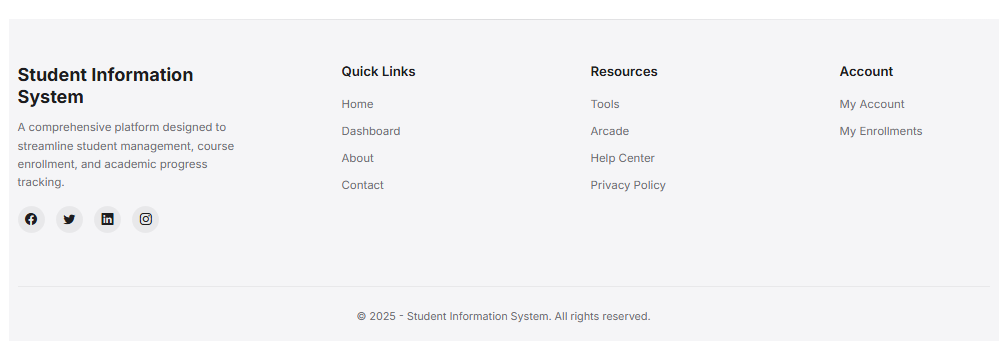 Student Information
System
A comprehensive platform designed to
streamline student management, course
enrollment, and academic progress
tracking.
Quick Links
Home
Dashboard
About
Contact
Resources
Tools
Arcade
Help Center
Privacy Policy
Account
My Account
My Enrollments
© 2025 - Student Information System. All rights reserved.